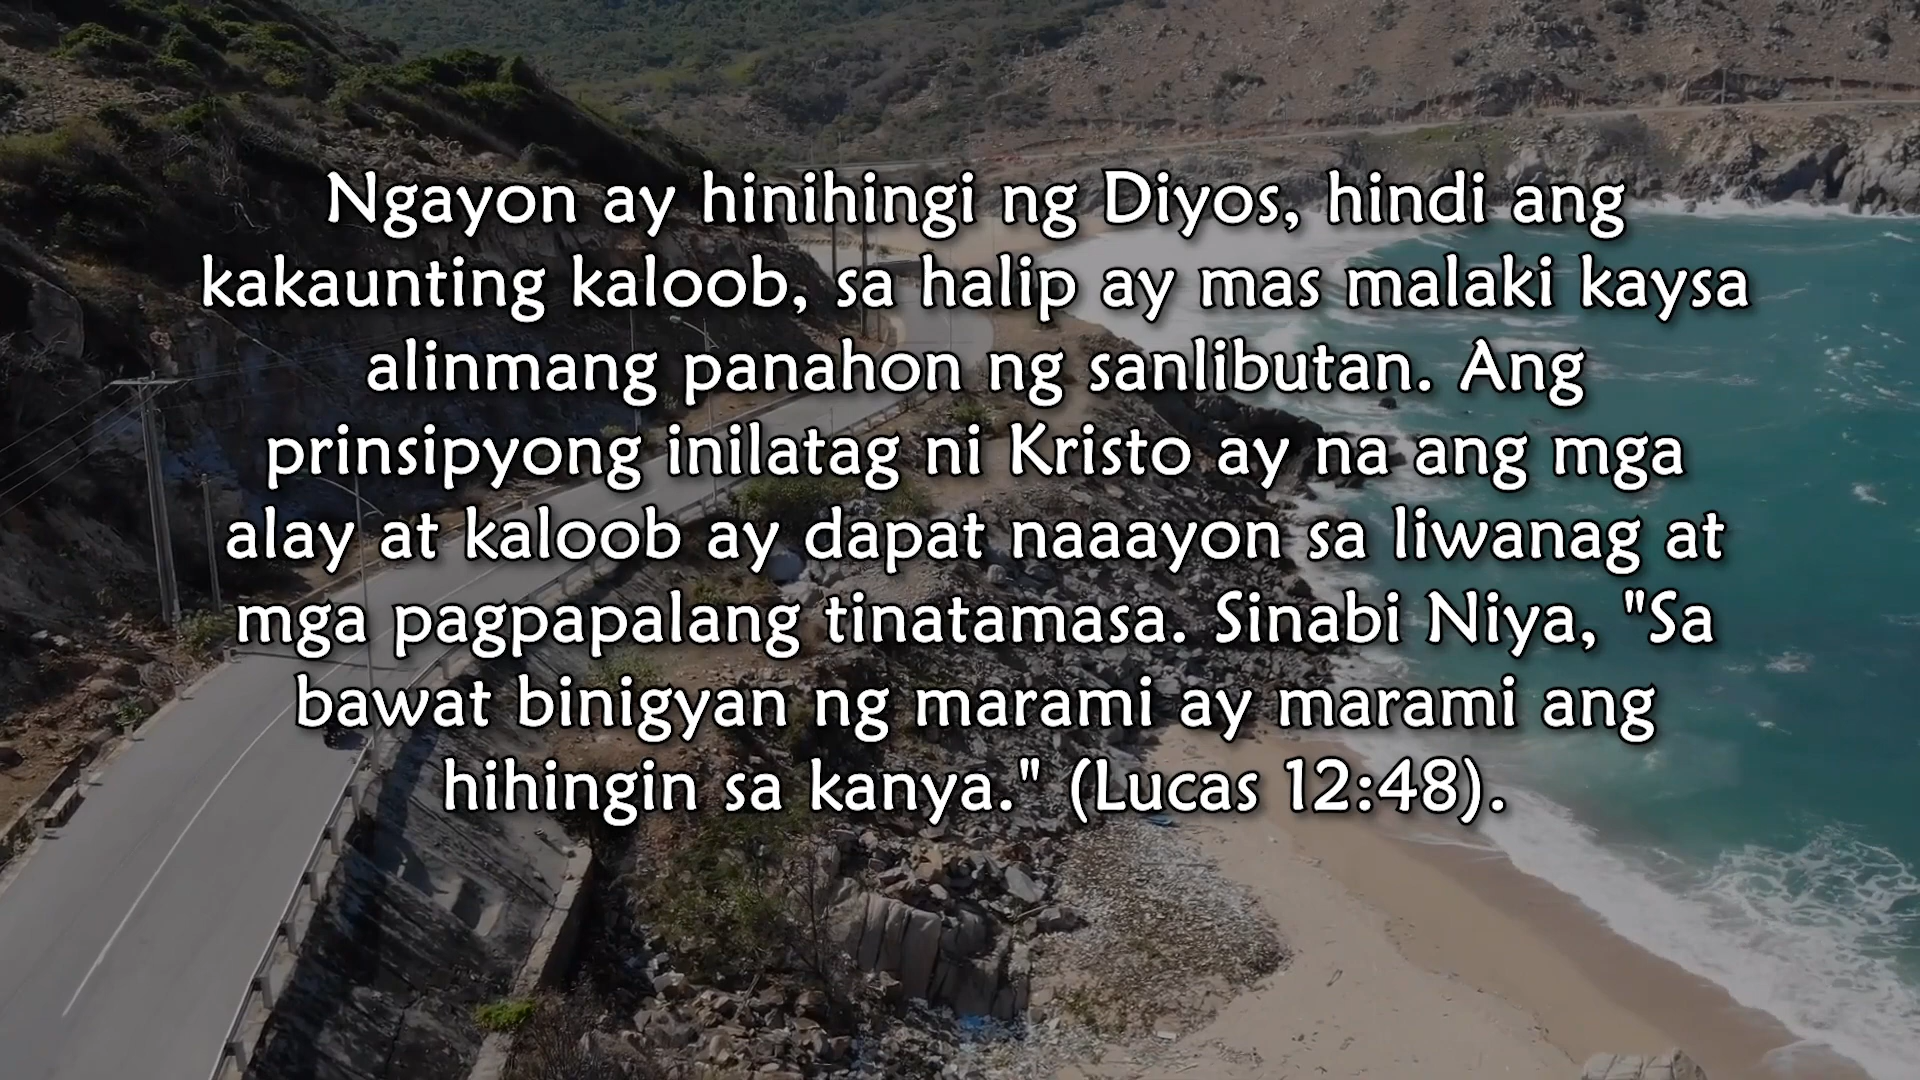 Ngayon ay hinihingi ng Diyos, hindi ang
kakaunting kaloob, sa halip ay mas malaki kaysa
alinmang panahon ng sanlibutan. Ang
prinsipyong inilatag ni Kristo ay na ang mga
alay at kaloob ay dapat naaayon sa liwanag at
mga pagpapalang tinatamasa. Sinabi Niya, "Sa
bawat binigyan ng marami ay marami ang
hihingin sa kanya." (Lucas 12:48).